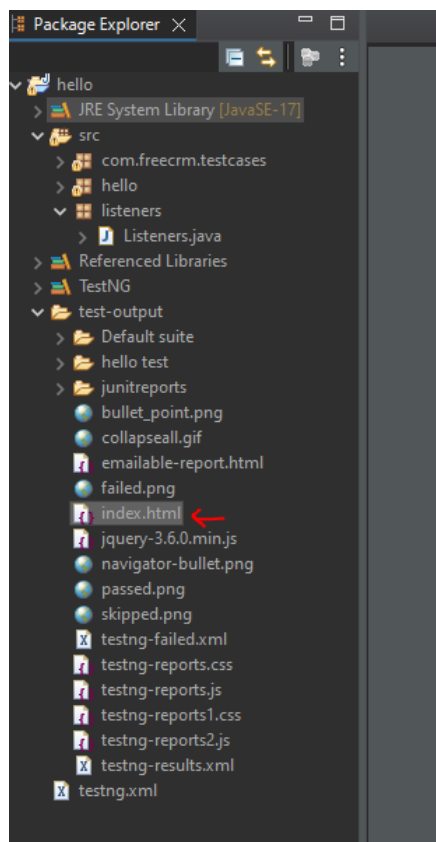 Package Explorer
hello
JRE System Library [JavaSE-17]
src
com.freecrm.testcases
hello
listeners
Listeners.java
Referenced Libraries
TestNG
test-output
Default suite
hello test
junitreports
bullet_point.png
collapseall.gif
emailable-report.html
failed.png
index.html
jquery-3.6.0.min.js
navigator-bullet.png
passed.png
skipped.png
testng-failed.xml
testng-reports.css
testng-reports.js
testng-reports1.css
testng-reports2.js
testng-results.xml
testng.xml